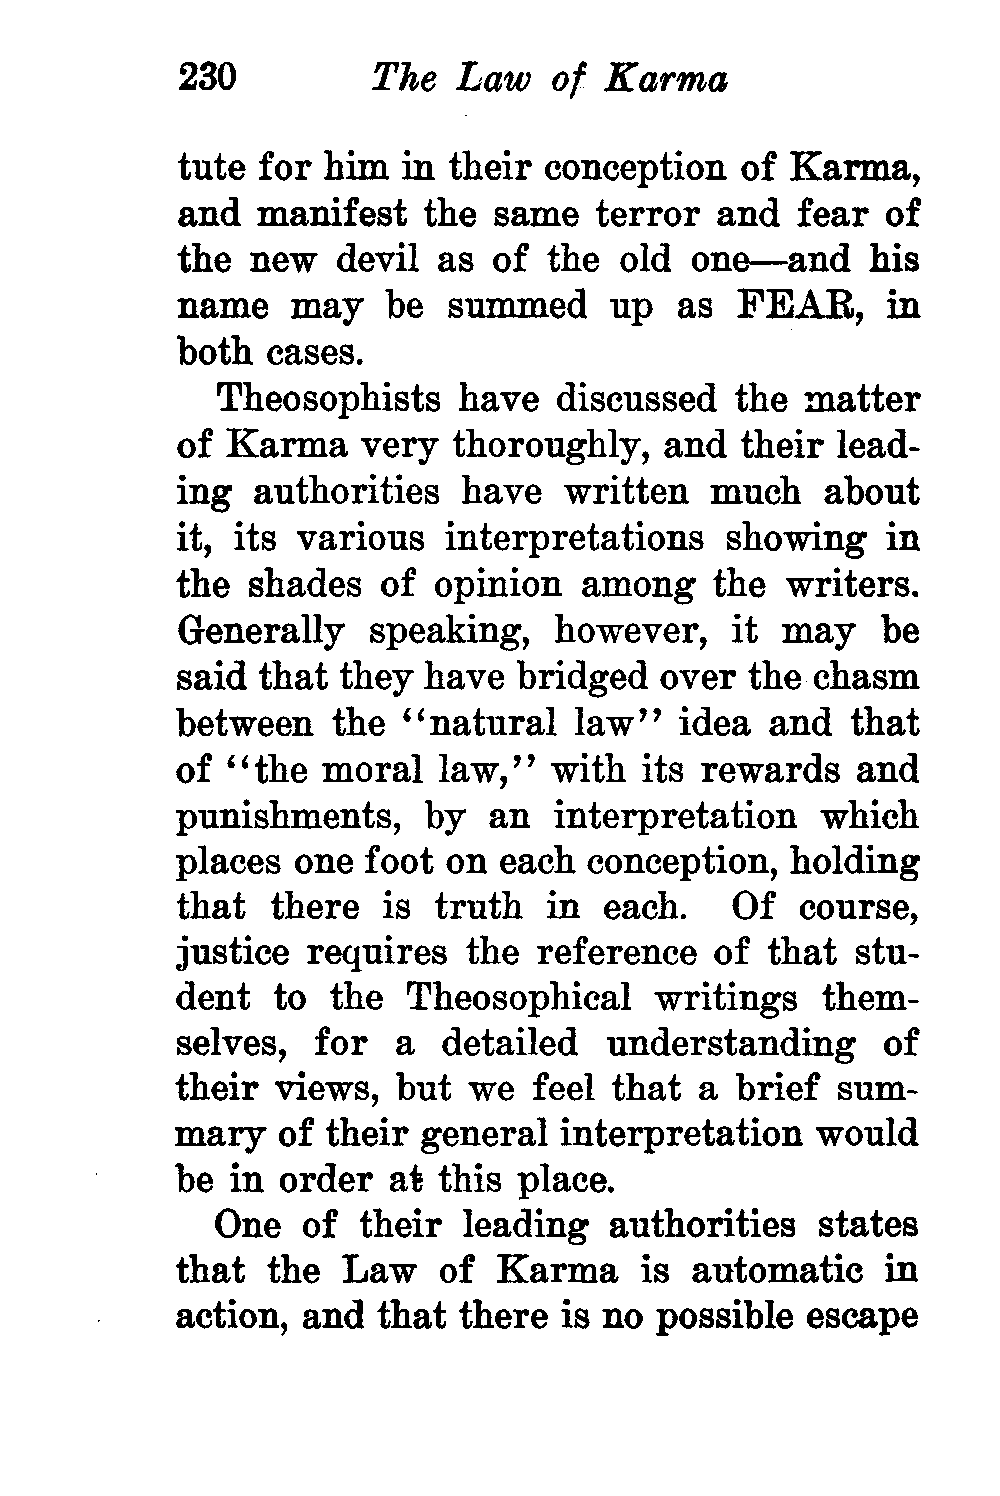 230 The Law of Karma
tute for him in their conception of Karma,
and manifest the same terror and fear of
the new devil as of the old one—and his
name may be summed up as FEAR, in
both cases.
Theosophists have discussed the matter
of Karma very thoroughly, and their lead-
ing authorities have written much about
it, its various interpretations showing in
the shades of opinion among the writers.
Generally speaking, however, it may be
said that they have bridged over the chasm
between the “natural law” idea and that
of “the moral law,” with its rewards and
punishments, by an interpretation which
places one foot on each conception, holding
that there is truth in each. Of course,
justice requires the reference of that stu-
dent to the Theosophical writings them-
selves, for a detailed understanding of
their views, but we feel that a brief sum-
mary of their general interpretation would
be in order at this place.
One of their leading authorities states
that the Law of Karma is automatic in
action, and that there is no possible escape